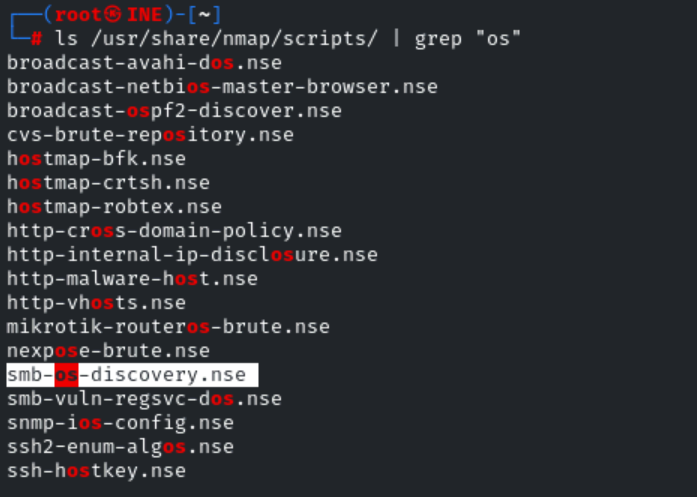 ┌──(root㉿INE)-[~]
└─# ls /usr/share/nmap/scripts/ | grep "os"
broadcast-avahi-dos.nse
broadcast-netbios-master-browser.nse
broadcast-ospf2-discover.nse
cvs-brute-repository.nse
hostmap-bfk.nse
hostmap-crtsh.nse
hostmap-robtex.nse
http-cross-domain-policy.nse
http-internal-ip-disclosure.nse
http-malware-host.nse
http-vhosts.nse
mikrotik-routeros-brute.nse
nexpose-brute.nse
smb-os-discovery.nse
smb-vuln-regsvc-dos.nse
snmp-ios-config.nse
ssh2-enum-algos.nse
ssh-hostkey.nse